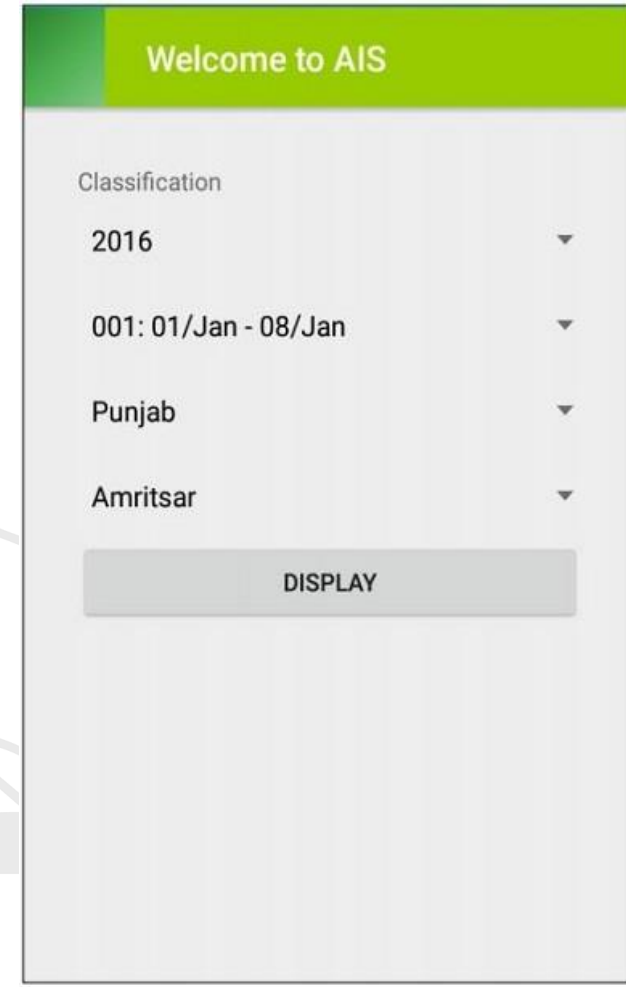 Welcome to AIS
Classification
2016
001: 01/Jan - 08/Jan
Punjab
Amritsar
DISPLAY